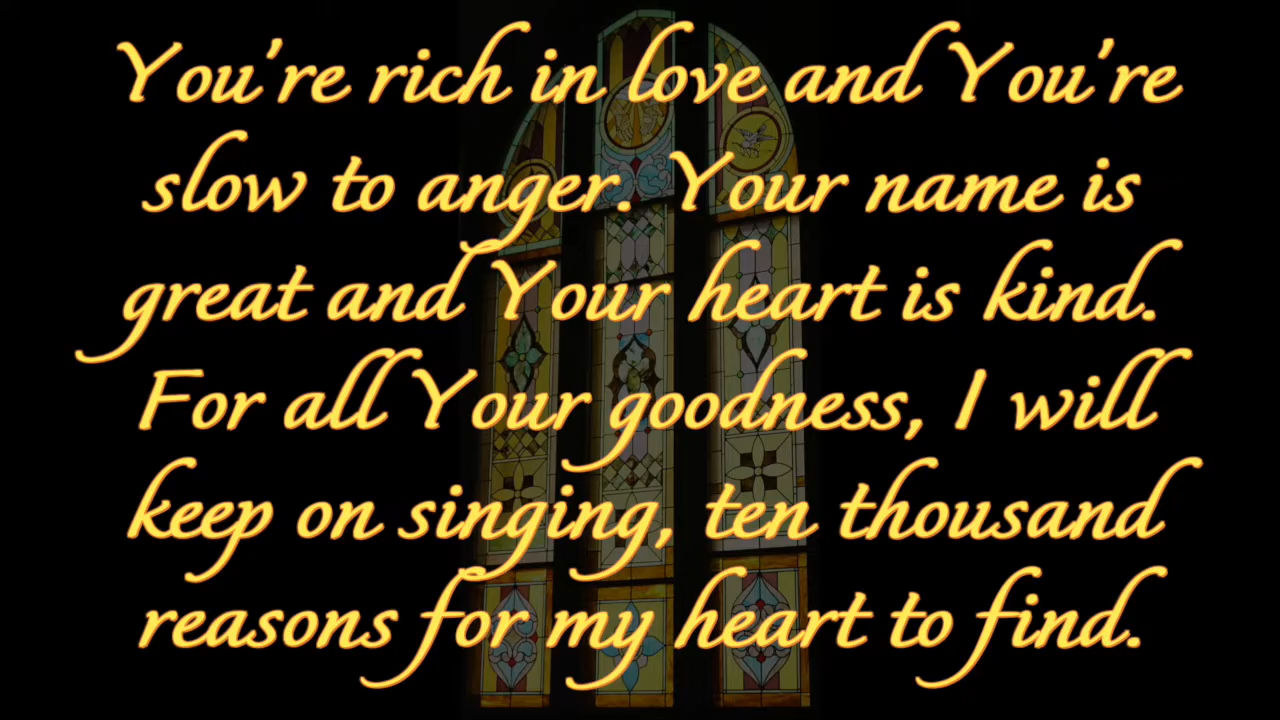 You're rich in love and You're
slow to anger. Your name is
great and Your heart is kind.
For all Your goodness, I will
keep on singing, ten thousand
reasons for my heart to find.